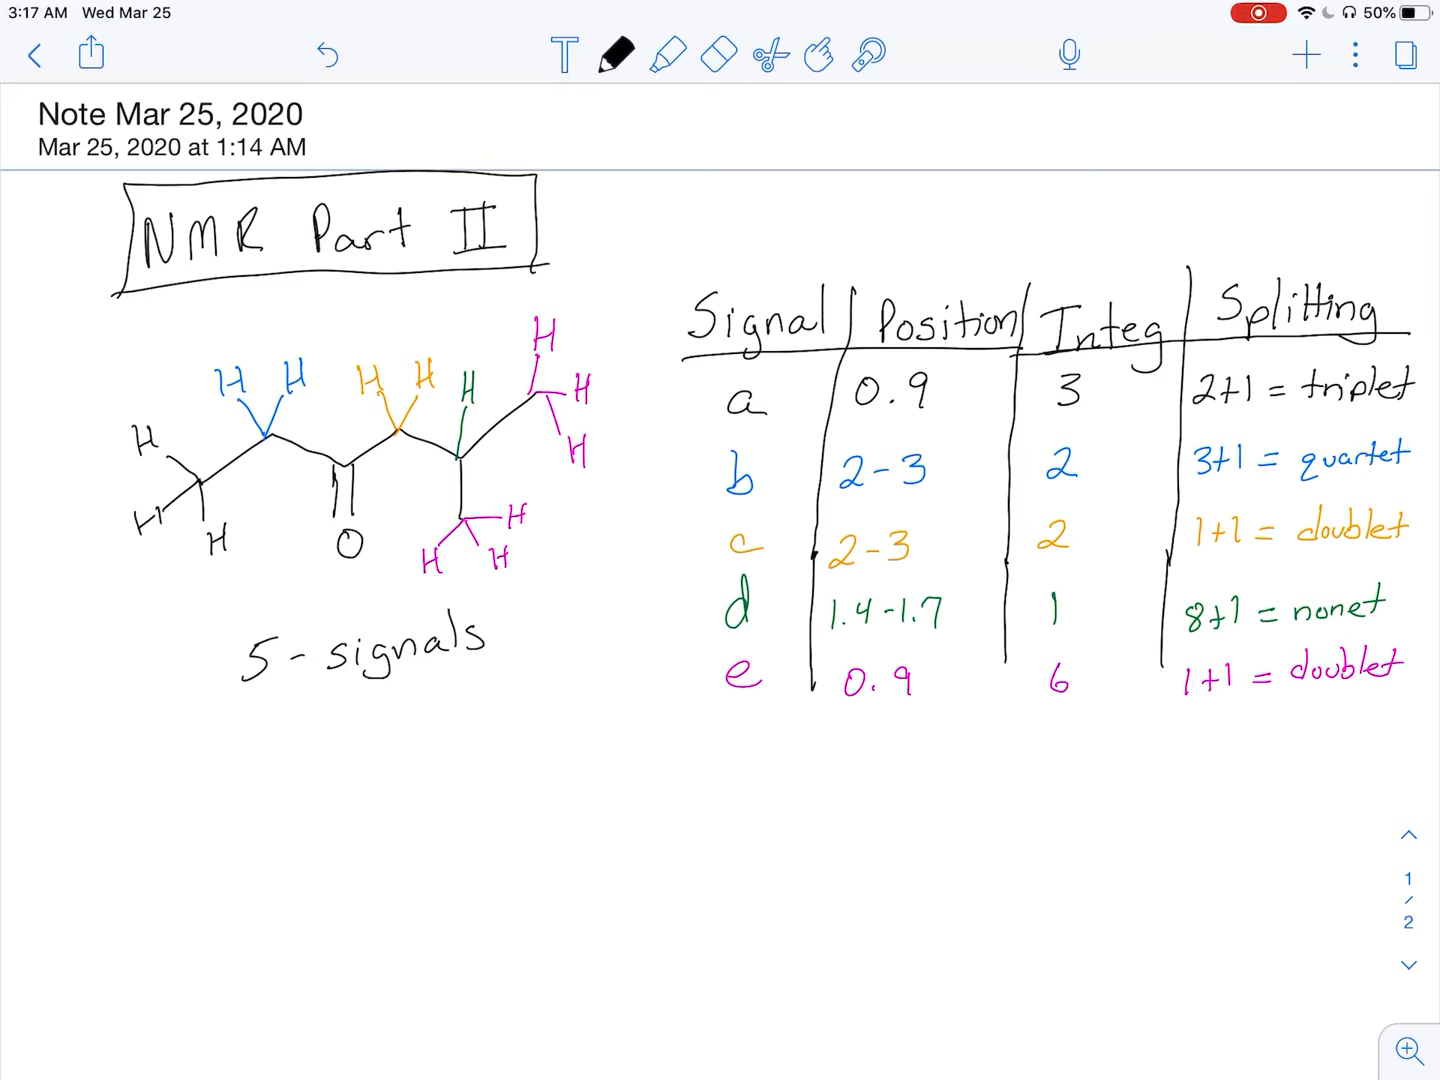 3:17 AM Wed Mar 25
50%
T
Note Mar 25, 2020
Mar 25, 2020 at 1:14 AM
NMR Part II
H
H H H H H H
H
H
H H
H O H H
5 - signals
Signal Position Integ Splitting
a 0.9 3 2+1 = triplet
b 2-3 2 3+1 = quartet
c 2-3 2 1+1 = doublet
d 1.4-1.7 1 8+1 = nonet
e 0.9 6 1+1 = doublet
1
/
2